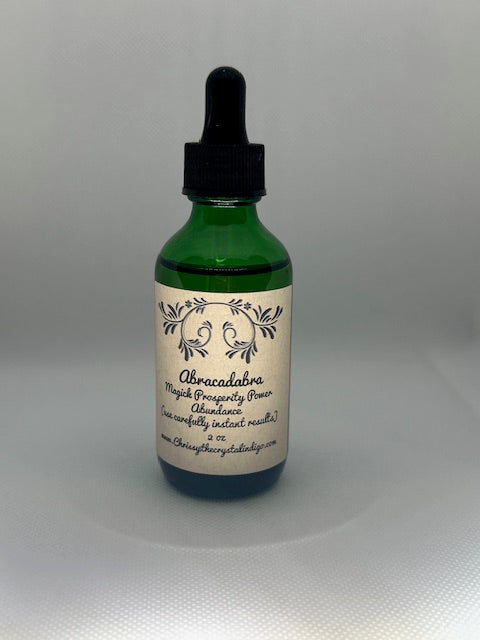 Abracadabra
Magick Prosperity Power
Abundance
(use carefully instant results)
2 oz
www.Chrissythecrystalindigo.com